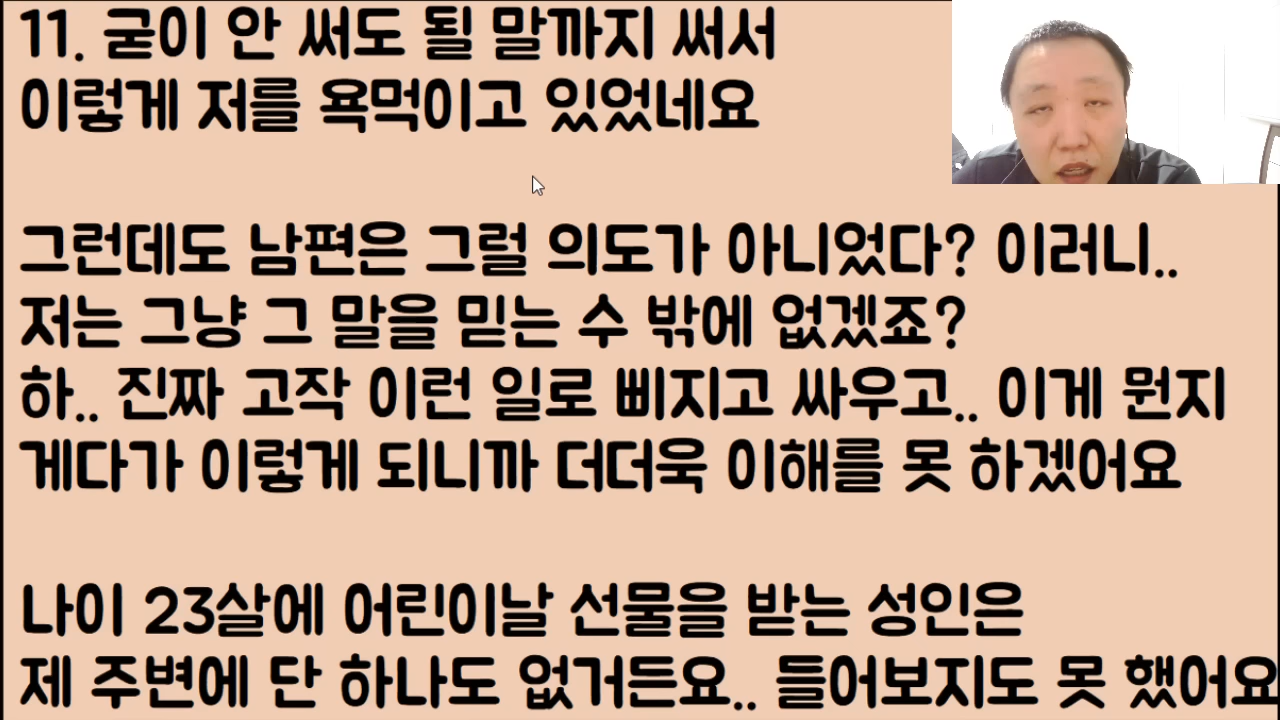 11. 굳이 안 써도 될 말까지 써서
이렇게 저를 욕먹이고 있었네요
그런데도 남편은 그럴 의도가 아니었다? 이러니..
저는 그냥 그 말을 믿는 수 밖에 없겠죠?
하.. 진짜 고작 이런 일로 삐지고 싸우고.. 이게 뭔지
게다가 이렇게 되니까 더더욱 이해를 못 하겠어요
나이 23살에 어린이날 선물을 받는 성인은
제 주변에 단 하나도 없거든요.. 들어보지도 못 했어요